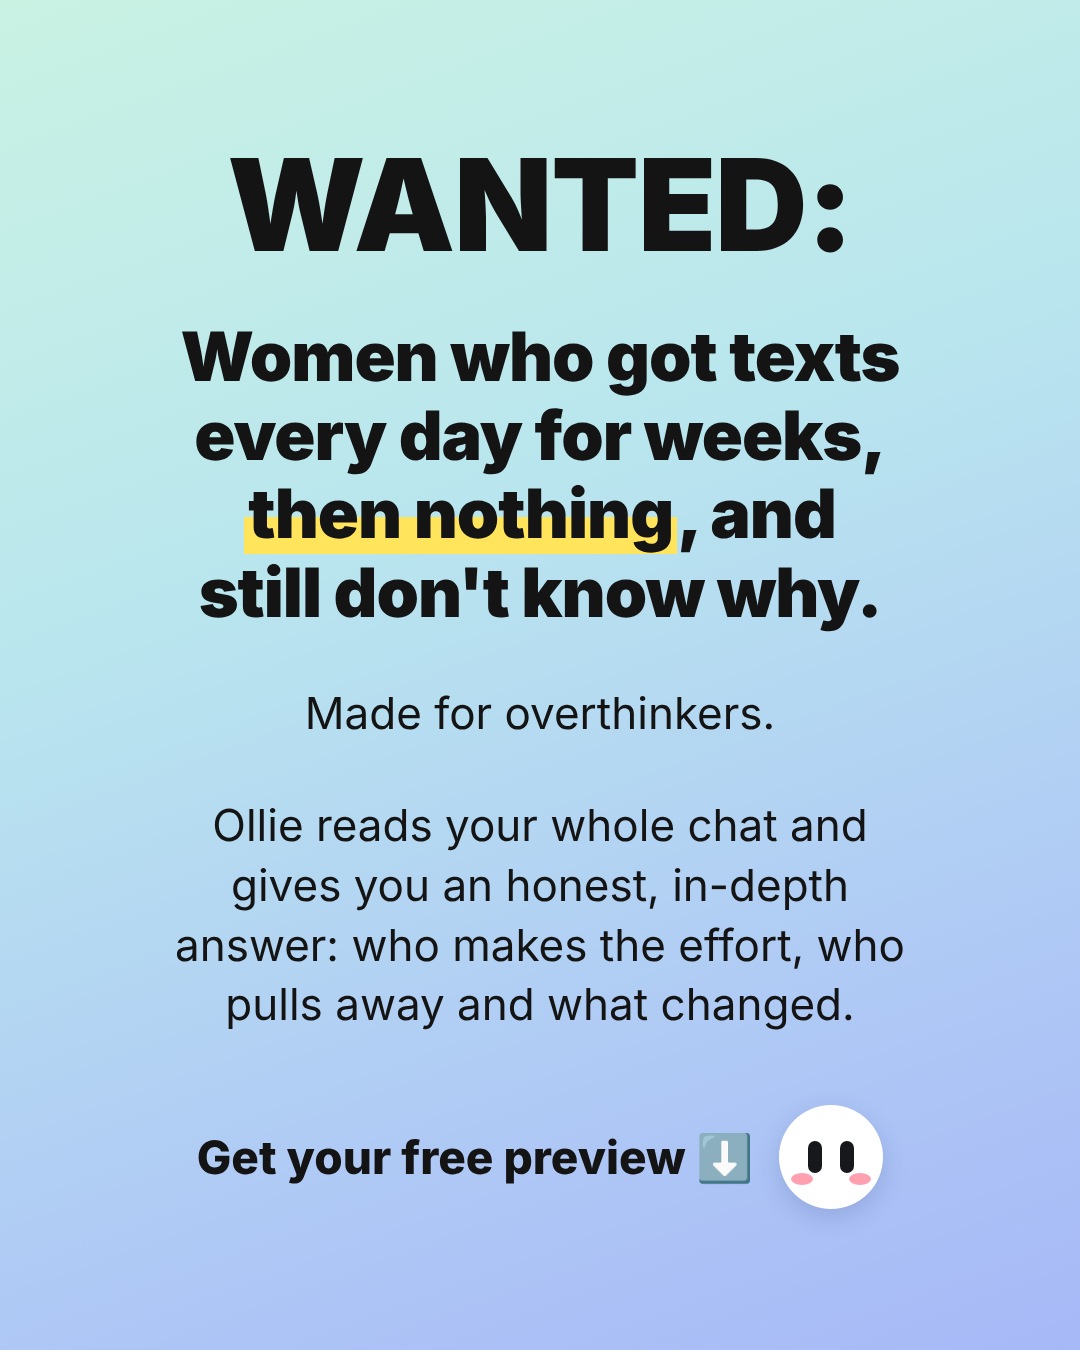 WANTED:
Women who got texts
every day for weeks,
then nothing, and
still don't know why.
Made for overthinkers.
Ollie reads your whole chat and
gives you an honest, in-depth
answer: who makes the effort, who
pulls away and what changed.
Get your free preview ⬇️